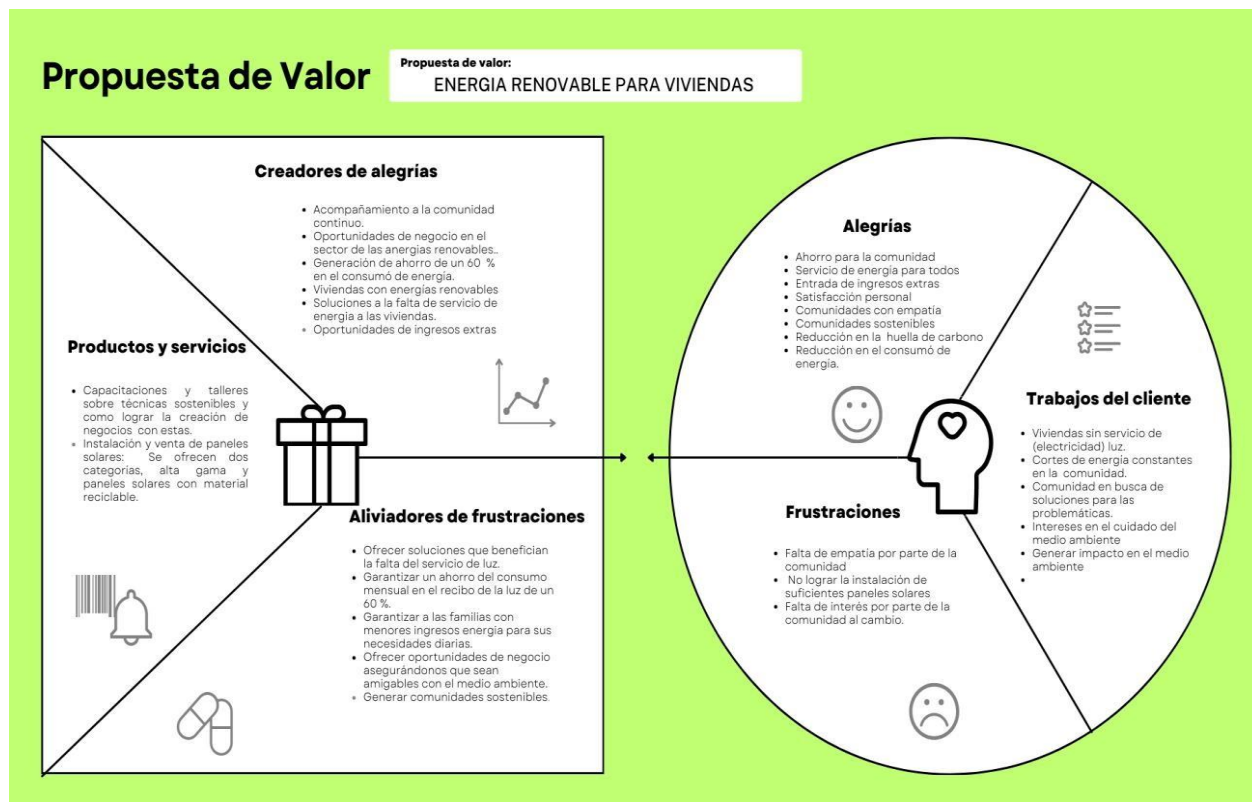 Propuesta de Valor
Propuesta de valor:
ENERGIA RENOVABLE PARA VIVIENDAS
Creadores de alegrías
• Acompañamiento a la comunidad
continuo.
• Oportunidades de negocio en el
sector de las anergias renovables..
• Generación de ahorro de un 60 %
en el consumó de energía.
• Viviendas con energías renovables
• Soluciones a la falta de servicio de
energía a las viviendas.
• Oportunidades de ingresos extras
Productos y servicios
• Capacitaciones y talleres
sobre técnicas sostenibles y
como lograr la creación de
negocios con estas.
• Instalación y venta de paneles
solares: Se ofrecen dos
categorías, alta gama y
paneles solares con material
reciclable.
Aliviadores de frustraciones
• Ofrecer soluciones que benefician
la falta del servicio de luz.
• Garantizar un ahorro del consumo
mensual en el recibo de la luz de un
60 %.
• Garantizar a las familias con
menores ingresos energía para sus
necesidades diarias.
• Ofrecer oportunidades de negocio
asegurándonos que sean
amigables con el medio ambiente.
• Generar comunidades sostenibles
Alegrías
• Ahorro para la comunidad
• Servicio de energía para todos
• Entrada de ingresos extras
• Satisfacción personal
• Comunidades con empatía
• Comunidades sostenibles
• Reducción en la huella de carbono
• Reducción en el consumó de
energía.
Frustraciones
• Falta de empatía por parte de la
comunidad
• No lograr la instalación de
suficientes paneles solares
• Falta de interés por parte de la
comunidad al cambio.
Trabajos del cliente
• Viviendas sin servicio de
(electricidad) luz.
• Cortes de energía constantes
en la comunidad.
• Comunidad en busca de
soluciones para las
problemáticas.
• Intereses en el cuidado del
medio ambiente
• Generar impacto en el medio
ambiente
•